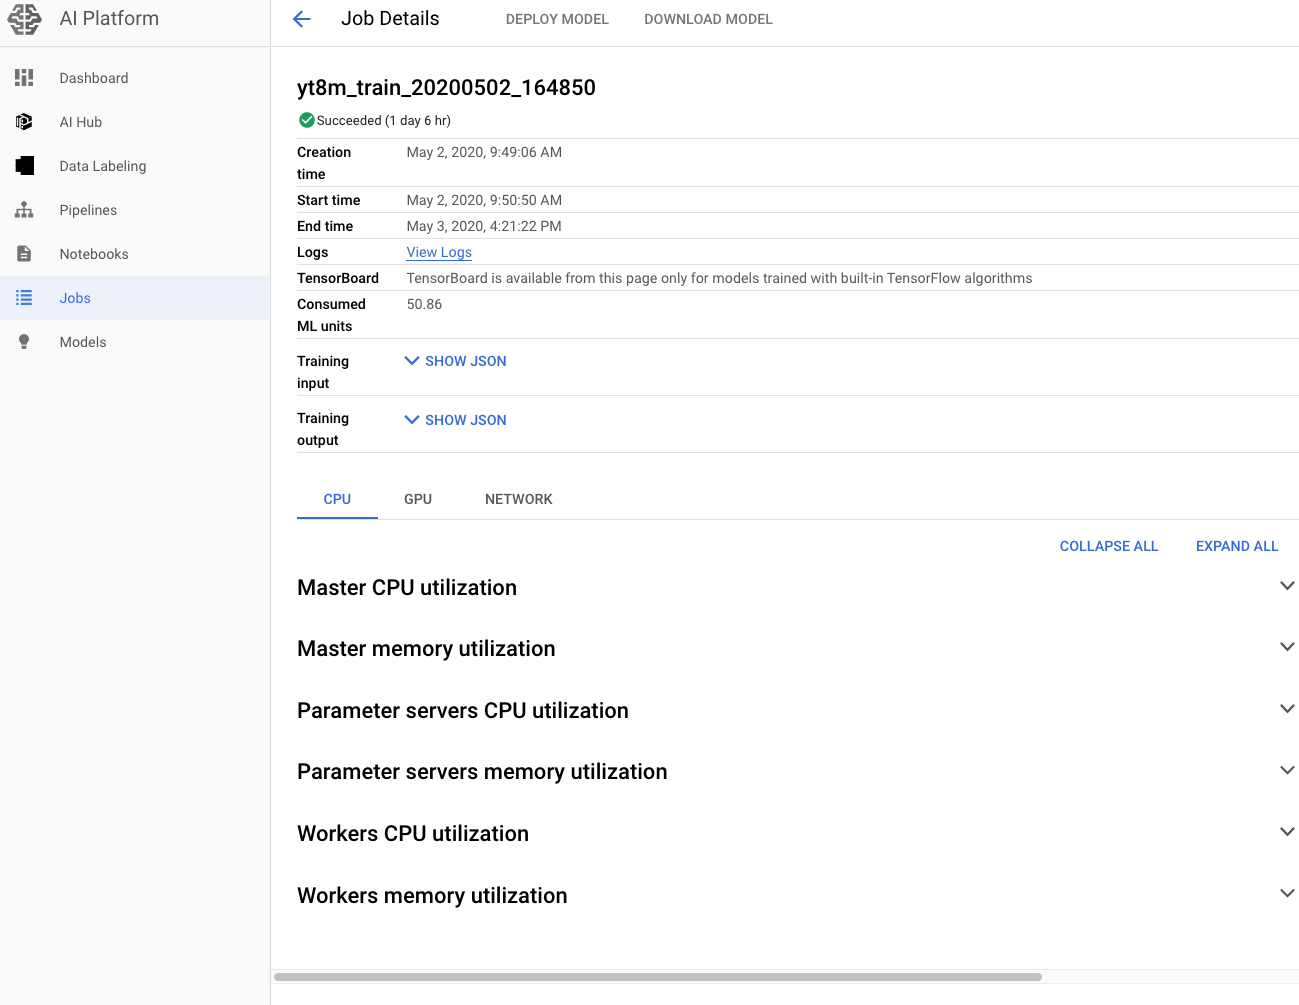 AI Platform
Job Details
DEPLOY MODEL
DOWNLOAD MODEL
Dashboard
AI Hub
Data Labeling
Pipelines
Notebooks
Jobs
Models
yt8m_train_20200502_164850
Succeeded (1 day 6 hr)
Creation
time
May 2, 2020, 9:49:06 AM
Start time
May 2, 2020, 9:50:50 AM
End time
May 3, 2020, 4:21:22 PM
Logs
View Logs
TensorBoard
TensorBoard is available from this page only for models trained with built-in TensorFlow algorithms
Consumed
ML units
50.86
Training
input
SHOW JSON
Training
output
SHOW JSON
CPU
GPU
NETWORK
COLLAPSE ALL
EXPAND ALL
Master CPU utilization
Master memory utilization
Parameter servers CPU utilization
Parameter servers memory utilization
Workers CPU utilization
Workers memory utilization